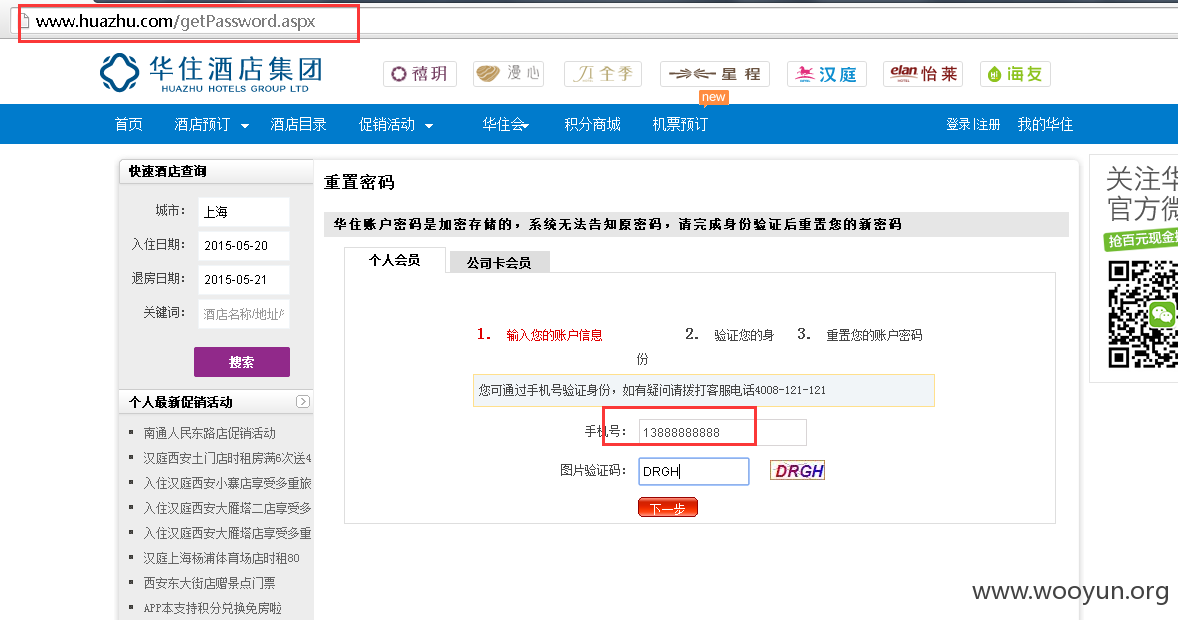 www.huazhu.com/getPassword.aspx
华住酒店集团
HUAZHU HOTELS GROUP LTD
禧玥 漫心 全季 星程 汉庭 elan 怡莱 海友
HOTELS
new
首页 酒店预订 酒店目录 促销活动 华住会 积分商城 机票预订 登录|注册 我的华住
快速酒店查询
城市: 上海
入住日期: 2015-05-20
退房日期: 2015-05-21
关键词: 酒店名称/地址/
搜索
个人最新促销活动
南通人民东路店促销活动
汉庭西安土门店时租房满6次送4
入住汉庭西安小寨店享受多重旅
入住汉庭西安大雁塔二店享受多
入住汉庭西安大雁塔店享受多重
汉庭上海杨浦体育场店时租80
西安东大街店赠景点门票
APP本支持积分兑换免房啦
重置密码
华住账户密码是加密存储的，系统无法告知原密码，请完成身份验证后重置您的新密码
个人会员 公司卡会员
1. 输入您的账户信息 2. 验证您的身份 3. 重置您的账户密码
您可通过手机号验证身份，如有疑问请拨打客服电话4008-121-121
手机号: 13888888888
图片验证码: DRGH DRGH
下一步
关注华
官方微
抢百元现金
www.wooyun.org